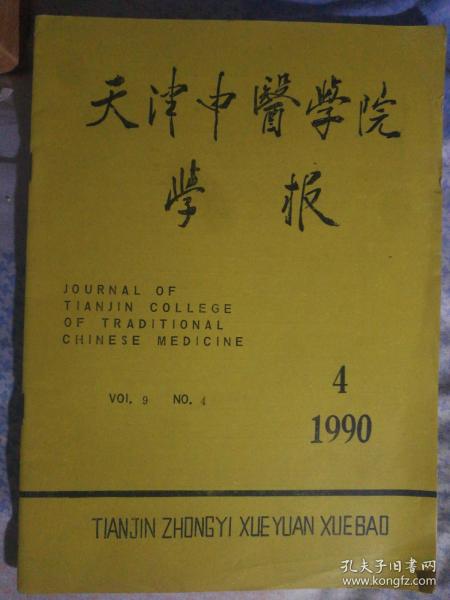 天津中醫學院
學报
JOURNAL OF
TIANJIN COLLEGE
OF TRADITIONAL
CHINESE MEDICINE
VOL. 9 NO. 4
4
1990
TIANJIN ZHONGYI XUEYUAN XUEBAO
孔夫子旧书网
www.kongfz.com